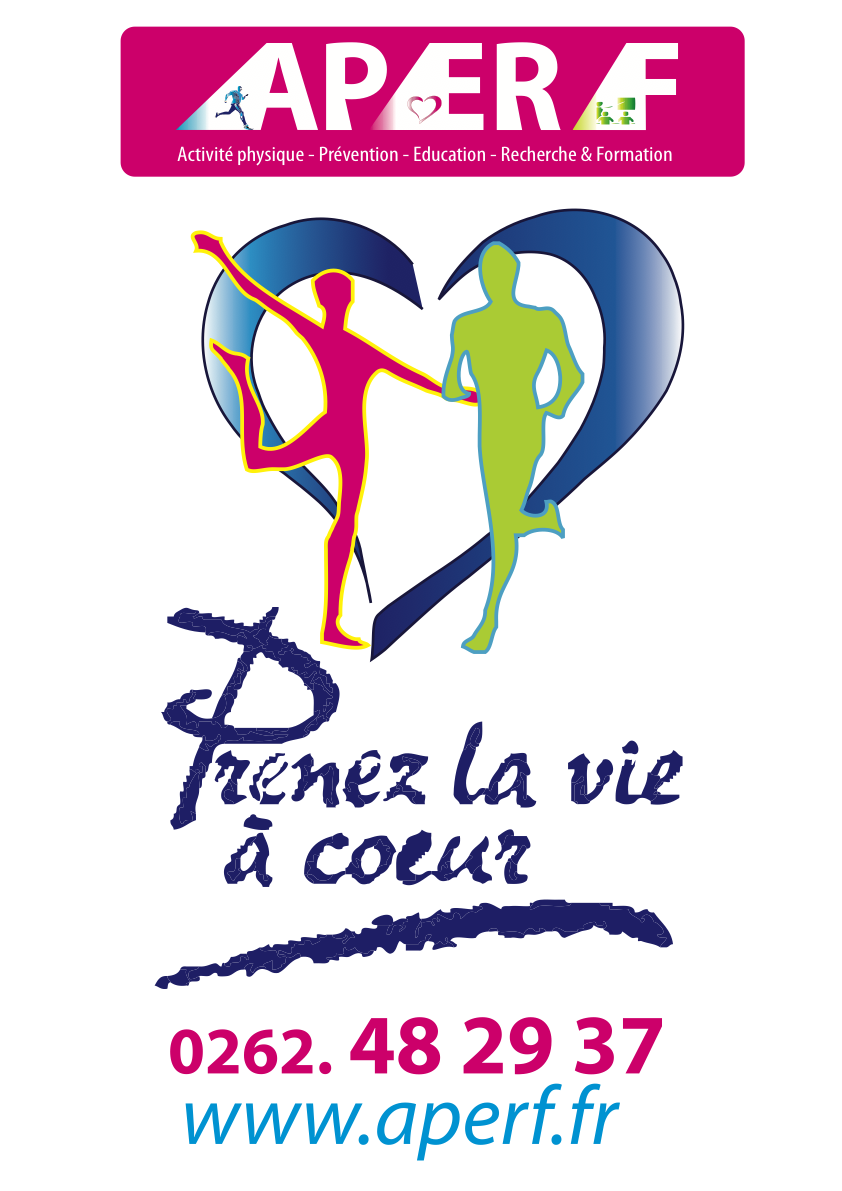 APERF
Activité physique - Prévention - Education - Recherche & Formation
Prenez la vie
à coeur
0262. 48 29 37
www.aperf.fr